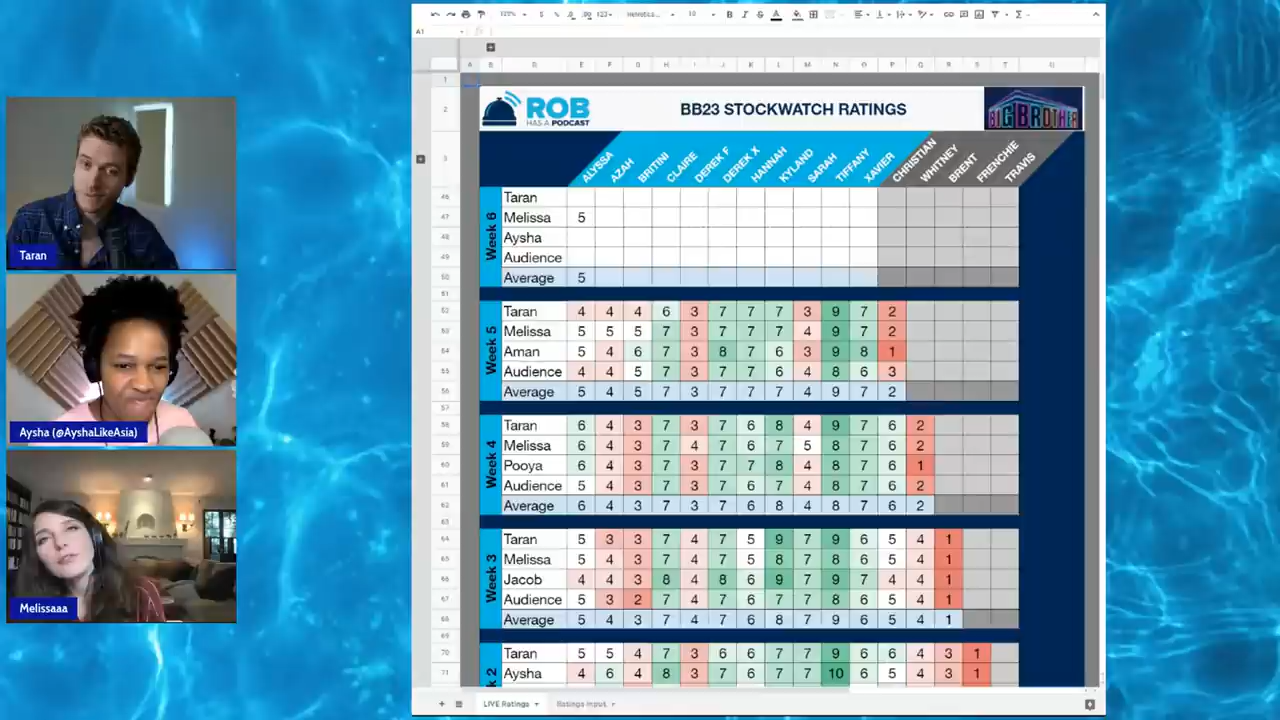 Taran
Aysha (@AyshaLikeAsia)
Melissaaa
A1
A B D E F G H I J K L M N O P Q R S T U
ROB
HAS A PODCAST
BB23 STOCKWATCH RATINGS
BIG BROTHER
ALYSSA AZAH BRITINI CLAIRE DEREK F DEREK X HANNAH KYLAND SARAH TIFFANY XAVIER CHRISTIAN WHITNEY BRENT FRENCHIE TRAVIS
Week 6
Taran
Melissa 5
Aysha
Audience
Average 5
Week 5
Taran 4 4 4 6 3 7 7 7 3 9 7 2
Melissa 5 5 5 7 3 7 7 7 4 9 7 2
Aman 5 4 6 7 3 8 7 6 3 9 8 1
Audience 4 4 5 7 3 7 7 6 4 8 6 3
Average 5 4 5 7 3 7 7 7 4 9 7 2
Week 4
Taran 6 4 3 7 3 7 6 8 4 9 7 6 2
Melissa 6 4 3 7 4 7 6 7 5 8 7 6 2
Pooya 6 4 3 7 3 7 7 8 4 8 7 6 1
Audience 5 4 3 7 3 7 6 7 4 8 7 6 2
Average 6 4 3 7 3 7 6 8 4 8 7 6 2
Week 3
Taran 5 3 3 7 4 7 5 9 7 9 6 5 4 1
Melissa 5 4 3 7 4 7 5 8 7 8 6 5 4 1
Jacob 4 4 3 8 4 8 6 9 7 9 7 4 4 1
Audience 5 3 2 7 4 7 6 7 7 8 6 5 4 1
Average 5 4 3 7 4 7 6 8 7 9 6 5 4 1
Taran 5 5 4 7 3 6 6 7 7 9 6 6 4 3 1
Aysha 4 6 4 8 3 7 6 7 7 10 6 5 4 3 1
LIVE Ratings
Ratings Input